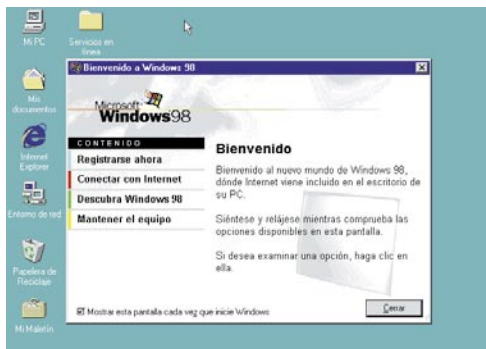 Mi PC
Servicios en
línea
Mis
documentos
Internet
Explorer
Entorno de red
Papelera de
Reciclaje
Mi Maletín
Bienvenido a Windows 98
Microsoft
Windows98
CONTENIDO
Registrarse ahora
Conectar con Internet
Descubra Windows 98
Mantener el equipo
Bienvenido
Bienvenido al nuevo mundo de Windows 98,
dónde Internet viene incluido en el escritorio de
su PC.
Siéntese y relájese mientras comprueba las
opciones disponibles en esta pantalla.
Si desea examinar una opción, haga clic en
ella.
Mostrar esta pantalla cada vez que inicie Windows
Cerrar